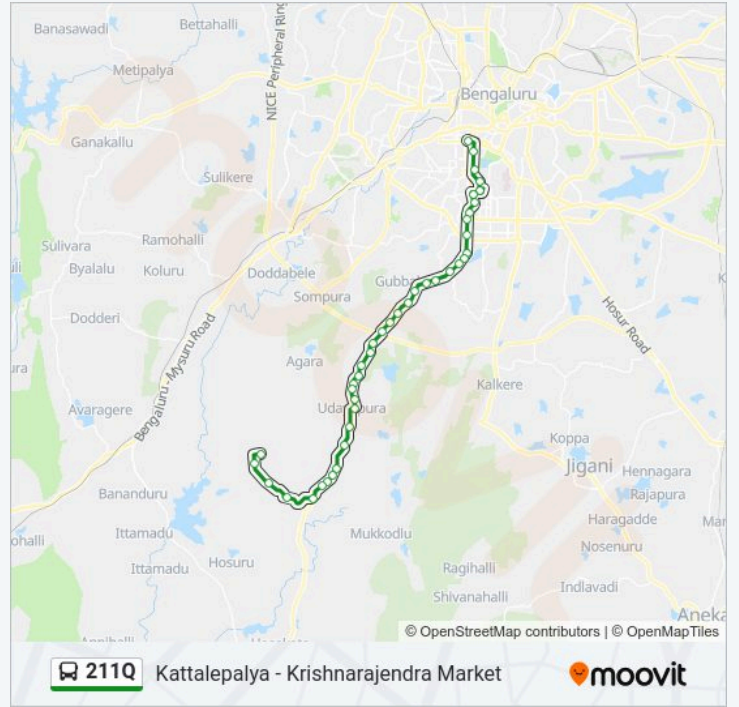 Banasawadi
Bettahalli
NICE Peripheral Ring
Metipalya
Bengaluru
Ganakallu
Sulikere
Sulivara
Ramohalli
Byalalu
Koluru
Doddabele
Gubba
Sompura
Dodderi
Hosur Road
Bengaluru - Mysuru Road
Agara
Kalkere
Avaragere
Koppa
Jigani
Hennagara
Rajapura
Bananduru
Haragadde
Ittamadu
Mukkodlu
Nosenuru
Hosuru
Ittamadu
Ragihalli
Indlavadi
Shivanahalli
Aneka
© OpenStreetMap contributors | © OpenMapTiles
211Q Kattalepalya - Krishnarajendra Market moovit